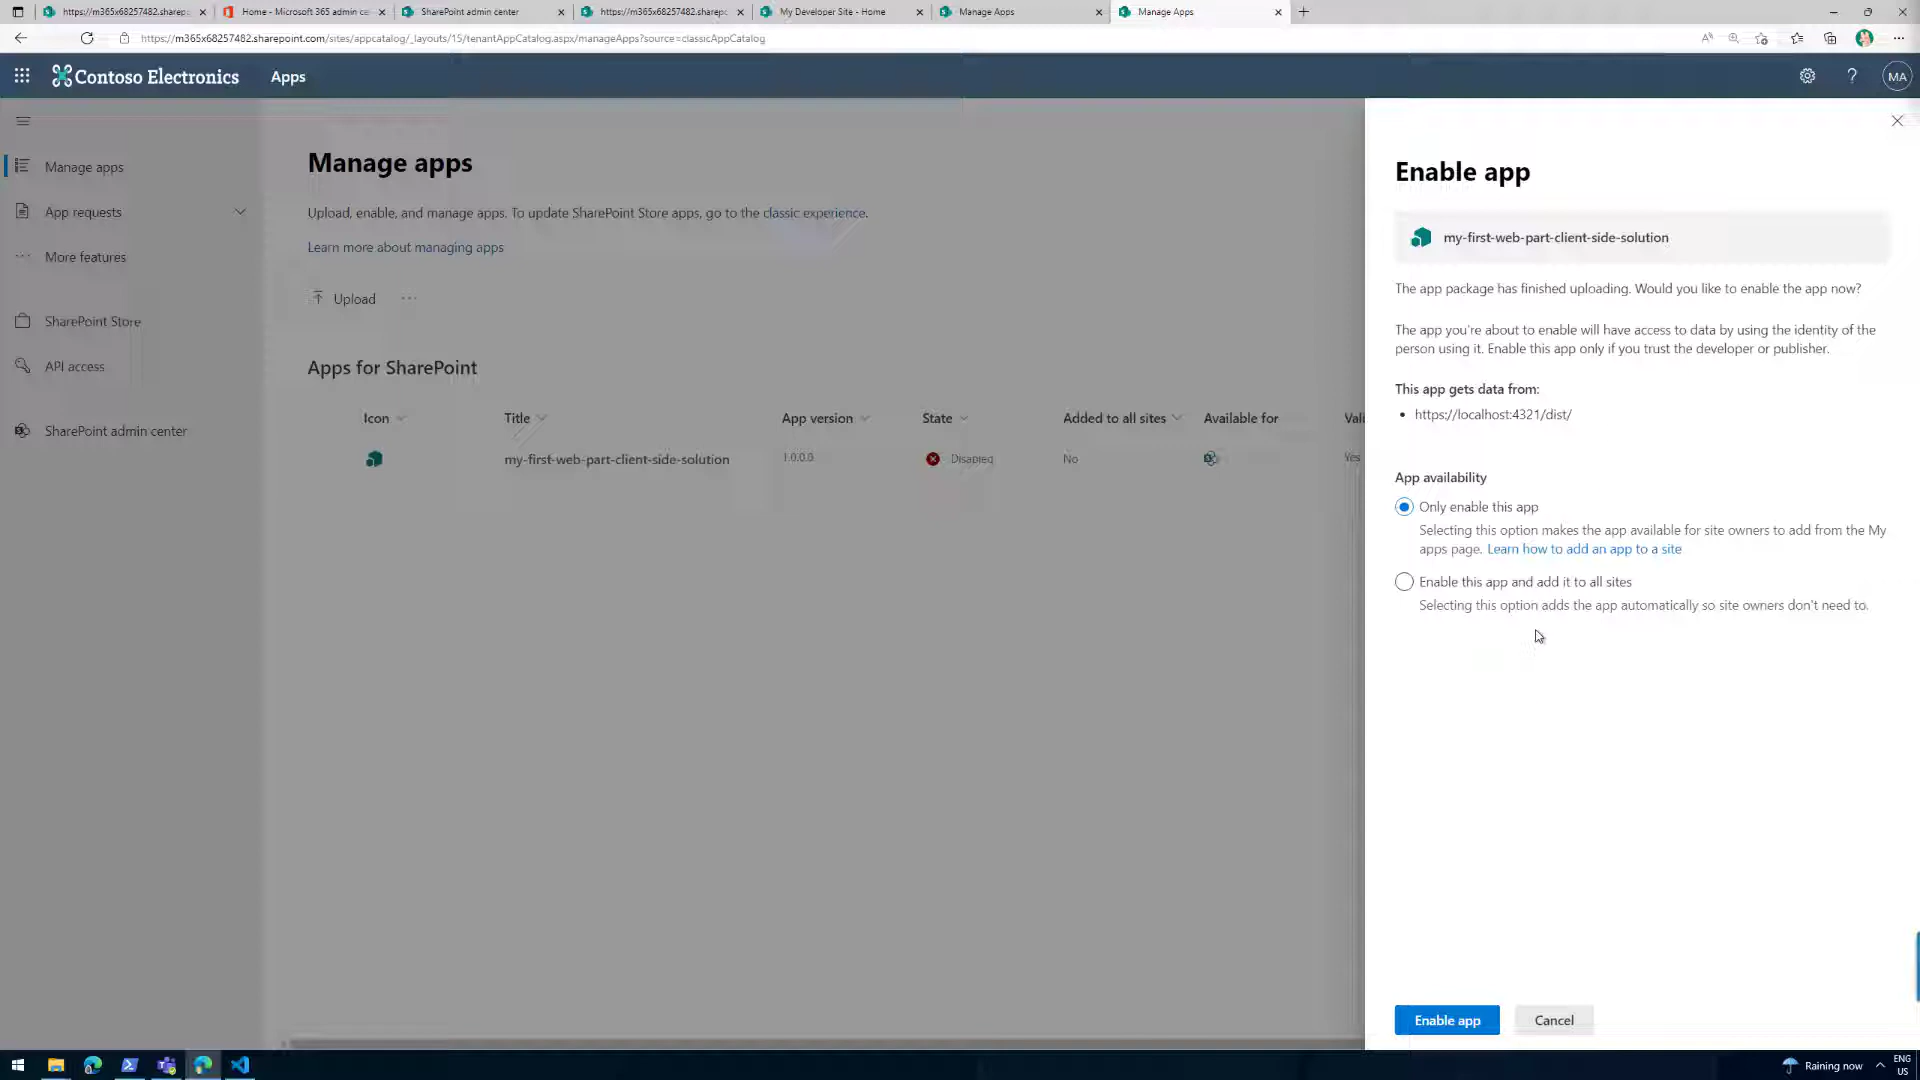 https://m365x68257482.sharepo
Home - Microsoft 365 admin ce
SharePoint admin center
https://m365x68257482.sharepo
My Developer Site - Home
Manage Apps
Manage Apps
https://m365x68257482.sharepoint.com/sites/appcatalog/_layouts/15/tenantAppCatalog.aspx/manageApps?source=classicAppCatalog
Contoso Electronics
Apps
MA
Manage apps
App requests
More features
SharePoint Store
API access
SharePoint admin center
Manage apps
Upload, enable, and manage apps. To update SharePoint Store apps, go to the classic experience.
Learn more about managing apps
Upload
Apps for SharePoint
Icon Title App version State Added to all sites Available for Vali
my-first-web-part-client-side-solution 1.0.0.0 Disabled No Yes
Enable app
my-first-web-part-client-side-solution
The app package has finished uploading. Would you like to enable the app now?
The app you're about to enable will have access to data by using the identity of the
person using it. Enable this app only if you trust the developer or publisher.
This app gets data from:
• https://localhost:4321/dist/
App availability
Only enable this app
Selecting this option makes the app available for site owners to add from the My
apps page. Learn how to add an app to a site
Enable this app and add it to all sites
Selecting this option adds the app automatically so site owners don't need to.
Enable app
Cancel
Raining now
ENG
US